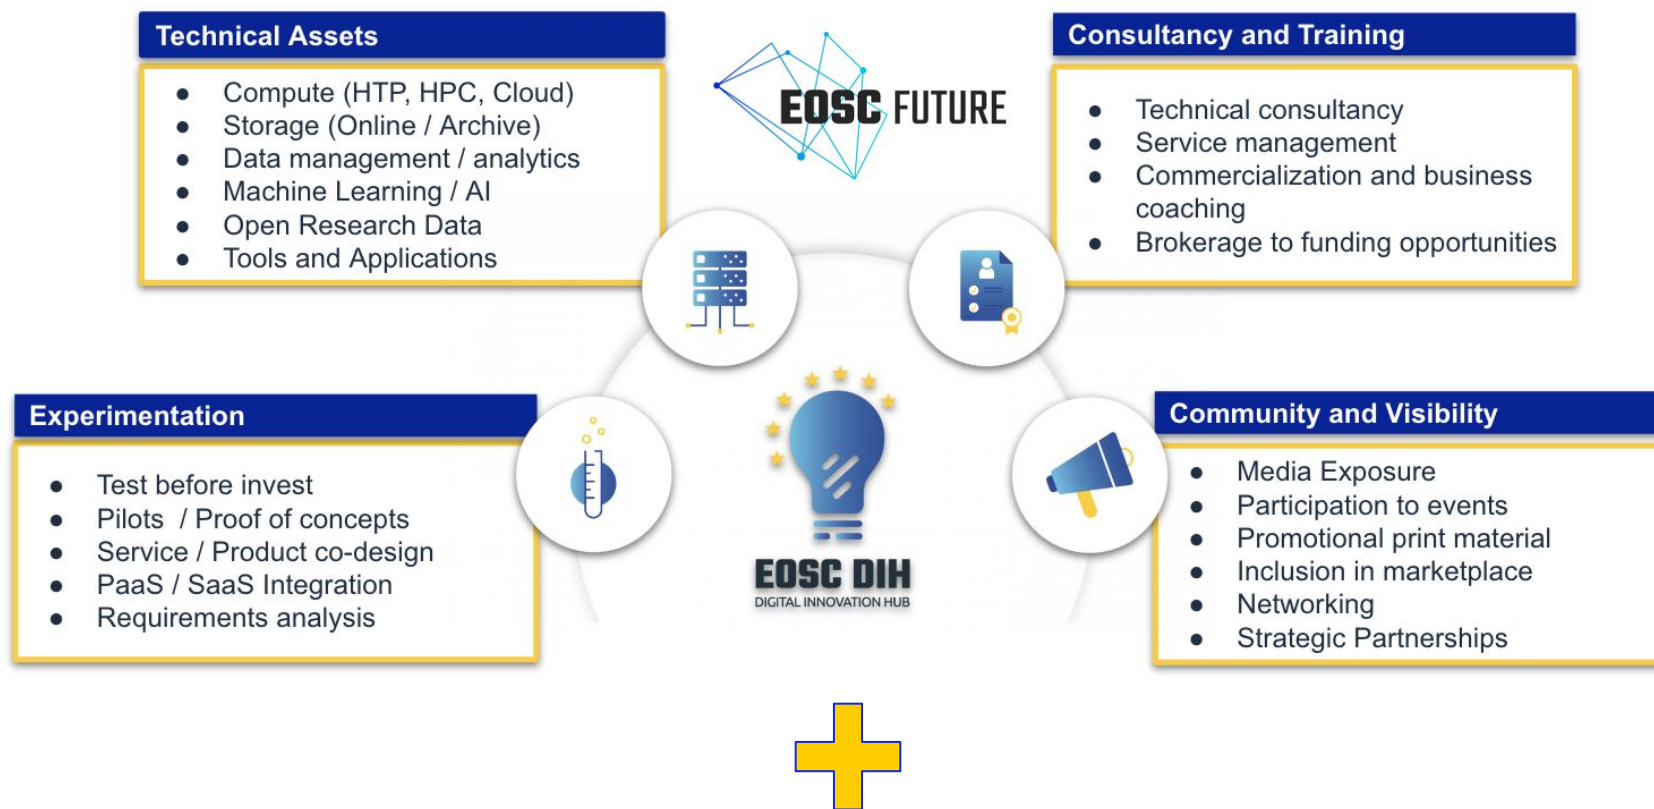 Technical Assets
● Compute (HTP, HPC, Cloud)
● Storage (Online / Archive)
● Data management / analytics
● Machine Learning / AI
● Open Research Data
● Tools and Applications
EOSC FUTURE
Consultancy and Training
● Technical consultancy
● Service management
● Commercialization and business
coaching
● Brokerage to funding opportunities
Experimentation
● Test before invest
● Pilots / Proof of concepts
● Service / Product co-design
● PaaS / SaaS Integration
● Requirements analysis
EOSC DIH
DIGITAL INNOVATION HUB
Community and Visibility
● Media Exposure
● Participation to events
● Promotional print material
● Inclusion in marketplace
● Networking
● Strategic Partnerships